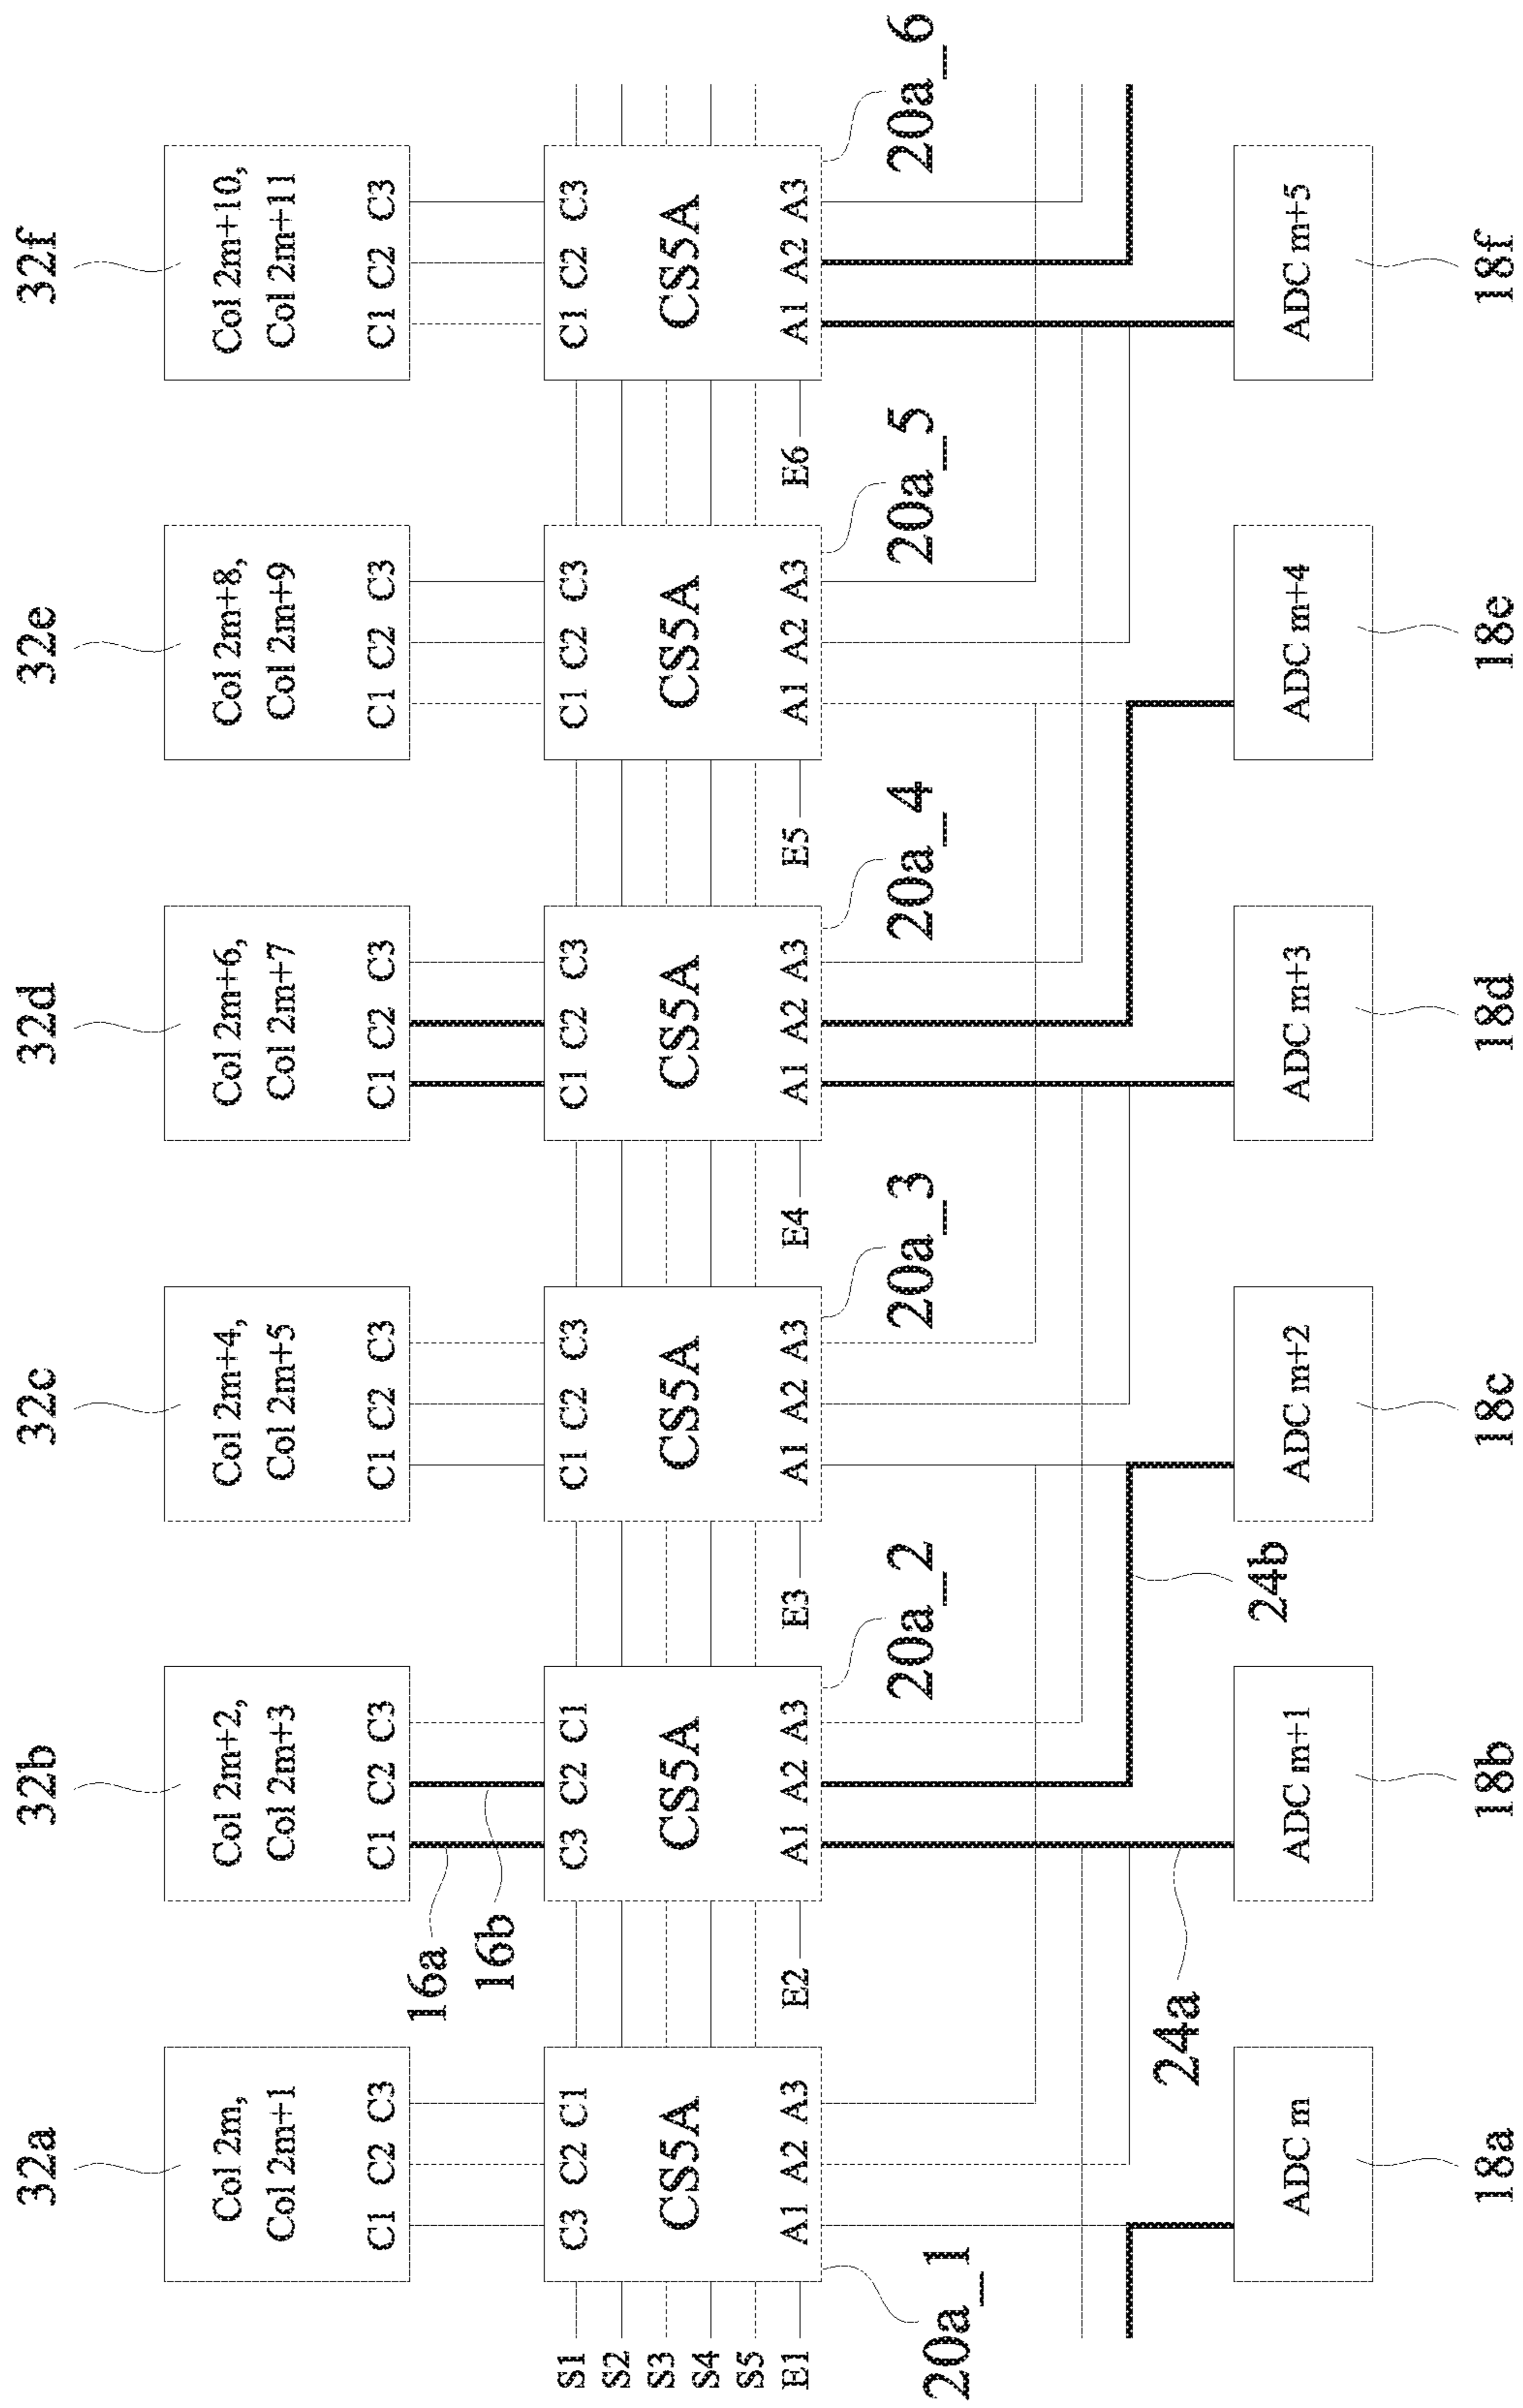 32a 32b 32c 32d 32e 32f
Col 2m, Col 2m+2, Col 2m+4, Col 2m+6, Col 2m+8, Col 2m+10,
Col 2m+1 Col 2m+3 Col 2m+5 Col 2m+7 Col 2m+9 Col 2m+11
C1 C2 C3 C1 C2 C3 C1 C2 C3 C1 C2 C3 C1 C2 C3 C1 C2 C3
16a
16b
S1 C3 C2 C1 C3 C2 C1 C1 C2 C3 C1 C2 C3 C1 C2 C3 C1 C2 C3
S2
S3 CS5A CS5A CS5A CS5A CS5A CS5A
S4
S5
E1 A1 A2 A3 E2 A1 A2 A3 E3 A1 A2 A3 E4 A1 A2 A3 E5 A1 A2 A3 E6 A1 A2 A3
20a_1 20a_2 20a_3 20a_4 20a_5 20a_6
24a 24b
ADC m ADC m+1 ADC m+2 ADC m+3 ADC m+4 ADC m+5
18a 18b 18c 18d 18e 18f